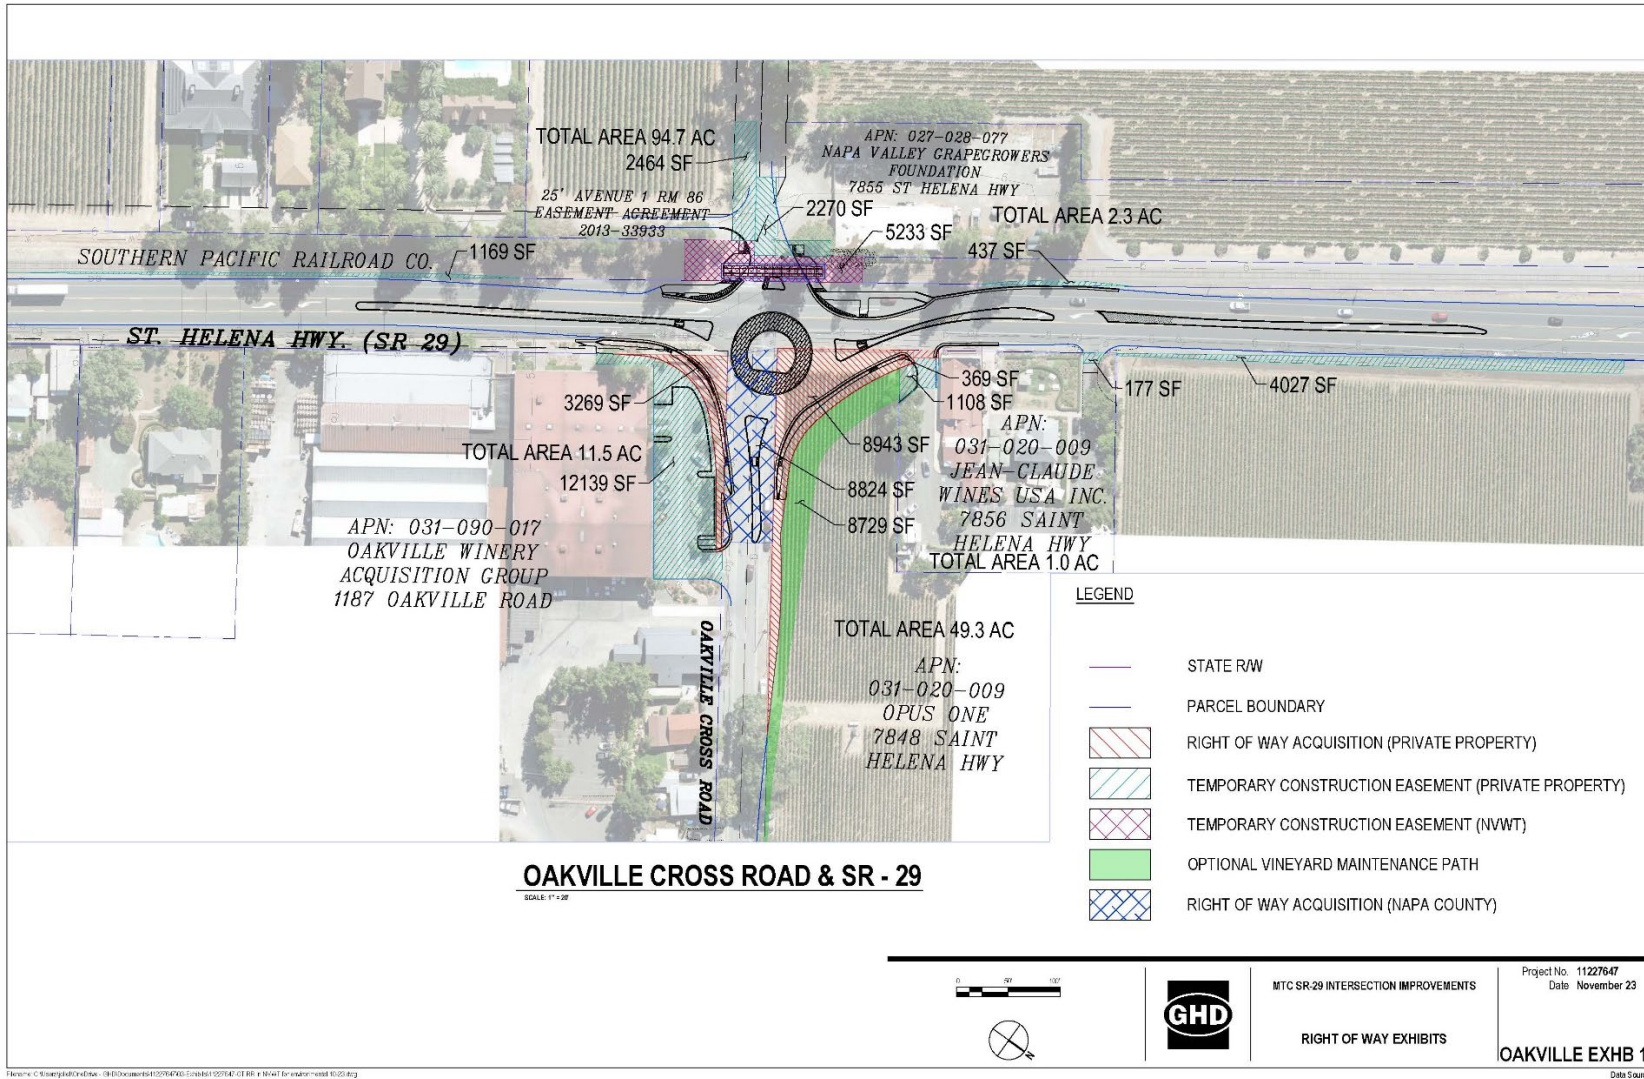 TOTAL AREA 94.7 AC
2464 SF
25' AVENUE 1 RM 86
EASEMENT AGREEMENT
2013-33933
APN: 027-028-077
NAPA VALLEY GRAPEGROWERS
FOUNDATION
7855 ST HELENA HWY
2270 SF
TOTAL AREA 2.3 AC
5233 SF
437 SF
SOUTHERN PACIFIC RAILROAD CO.
1169 SF
ST. HELENA HWY. (SR 29)
3269 SF
TOTAL AREA 11.5 AC
12139 SF
APN: 031-090-017
OAKVILLE WINERY
ACQUISITION GROUP
1187 OAKVILLE ROAD
369 SF
1108 SF
177 SF
4027 SF
8943 SF
8824 SF
8729 SF
APN:
031-020-009
JEAN-CLAUDE
WINES USA INC.
7856 SAINT
HELENA HWY
TOTAL AREA 1.0 AC
TOTAL AREA 49.3 AC
APN:
031-020-009
OPUS ONE
7848 SAINT
HELENA HWY
OAKVILLE CROSS ROAD
LEGEND
STATE R/W
PARCEL BOUNDARY
RIGHT OF WAY ACQUISITION (PRIVATE PROPERTY)
TEMPORARY CONSTRUCTION EASEMENT (PRIVATE PROPERTY)
TEMPORARY CONSTRUCTION EASEMENT (NVWT)
OPTIONAL VINEYARD MAINTENANCE PATH
RIGHT OF WAY ACQUISITION (NAPA COUNTY)
OAKVILLE CROSS ROAD & SR - 29
SCALE: 1" = 20'
0 50' 100'
N
GHD
MTC SR-29 INTERSECTION IMPROVEMENTS
RIGHT OF WAY EXHIBITS
Project No. 11227647
Date November 23
OAKVILLE EXHB 1